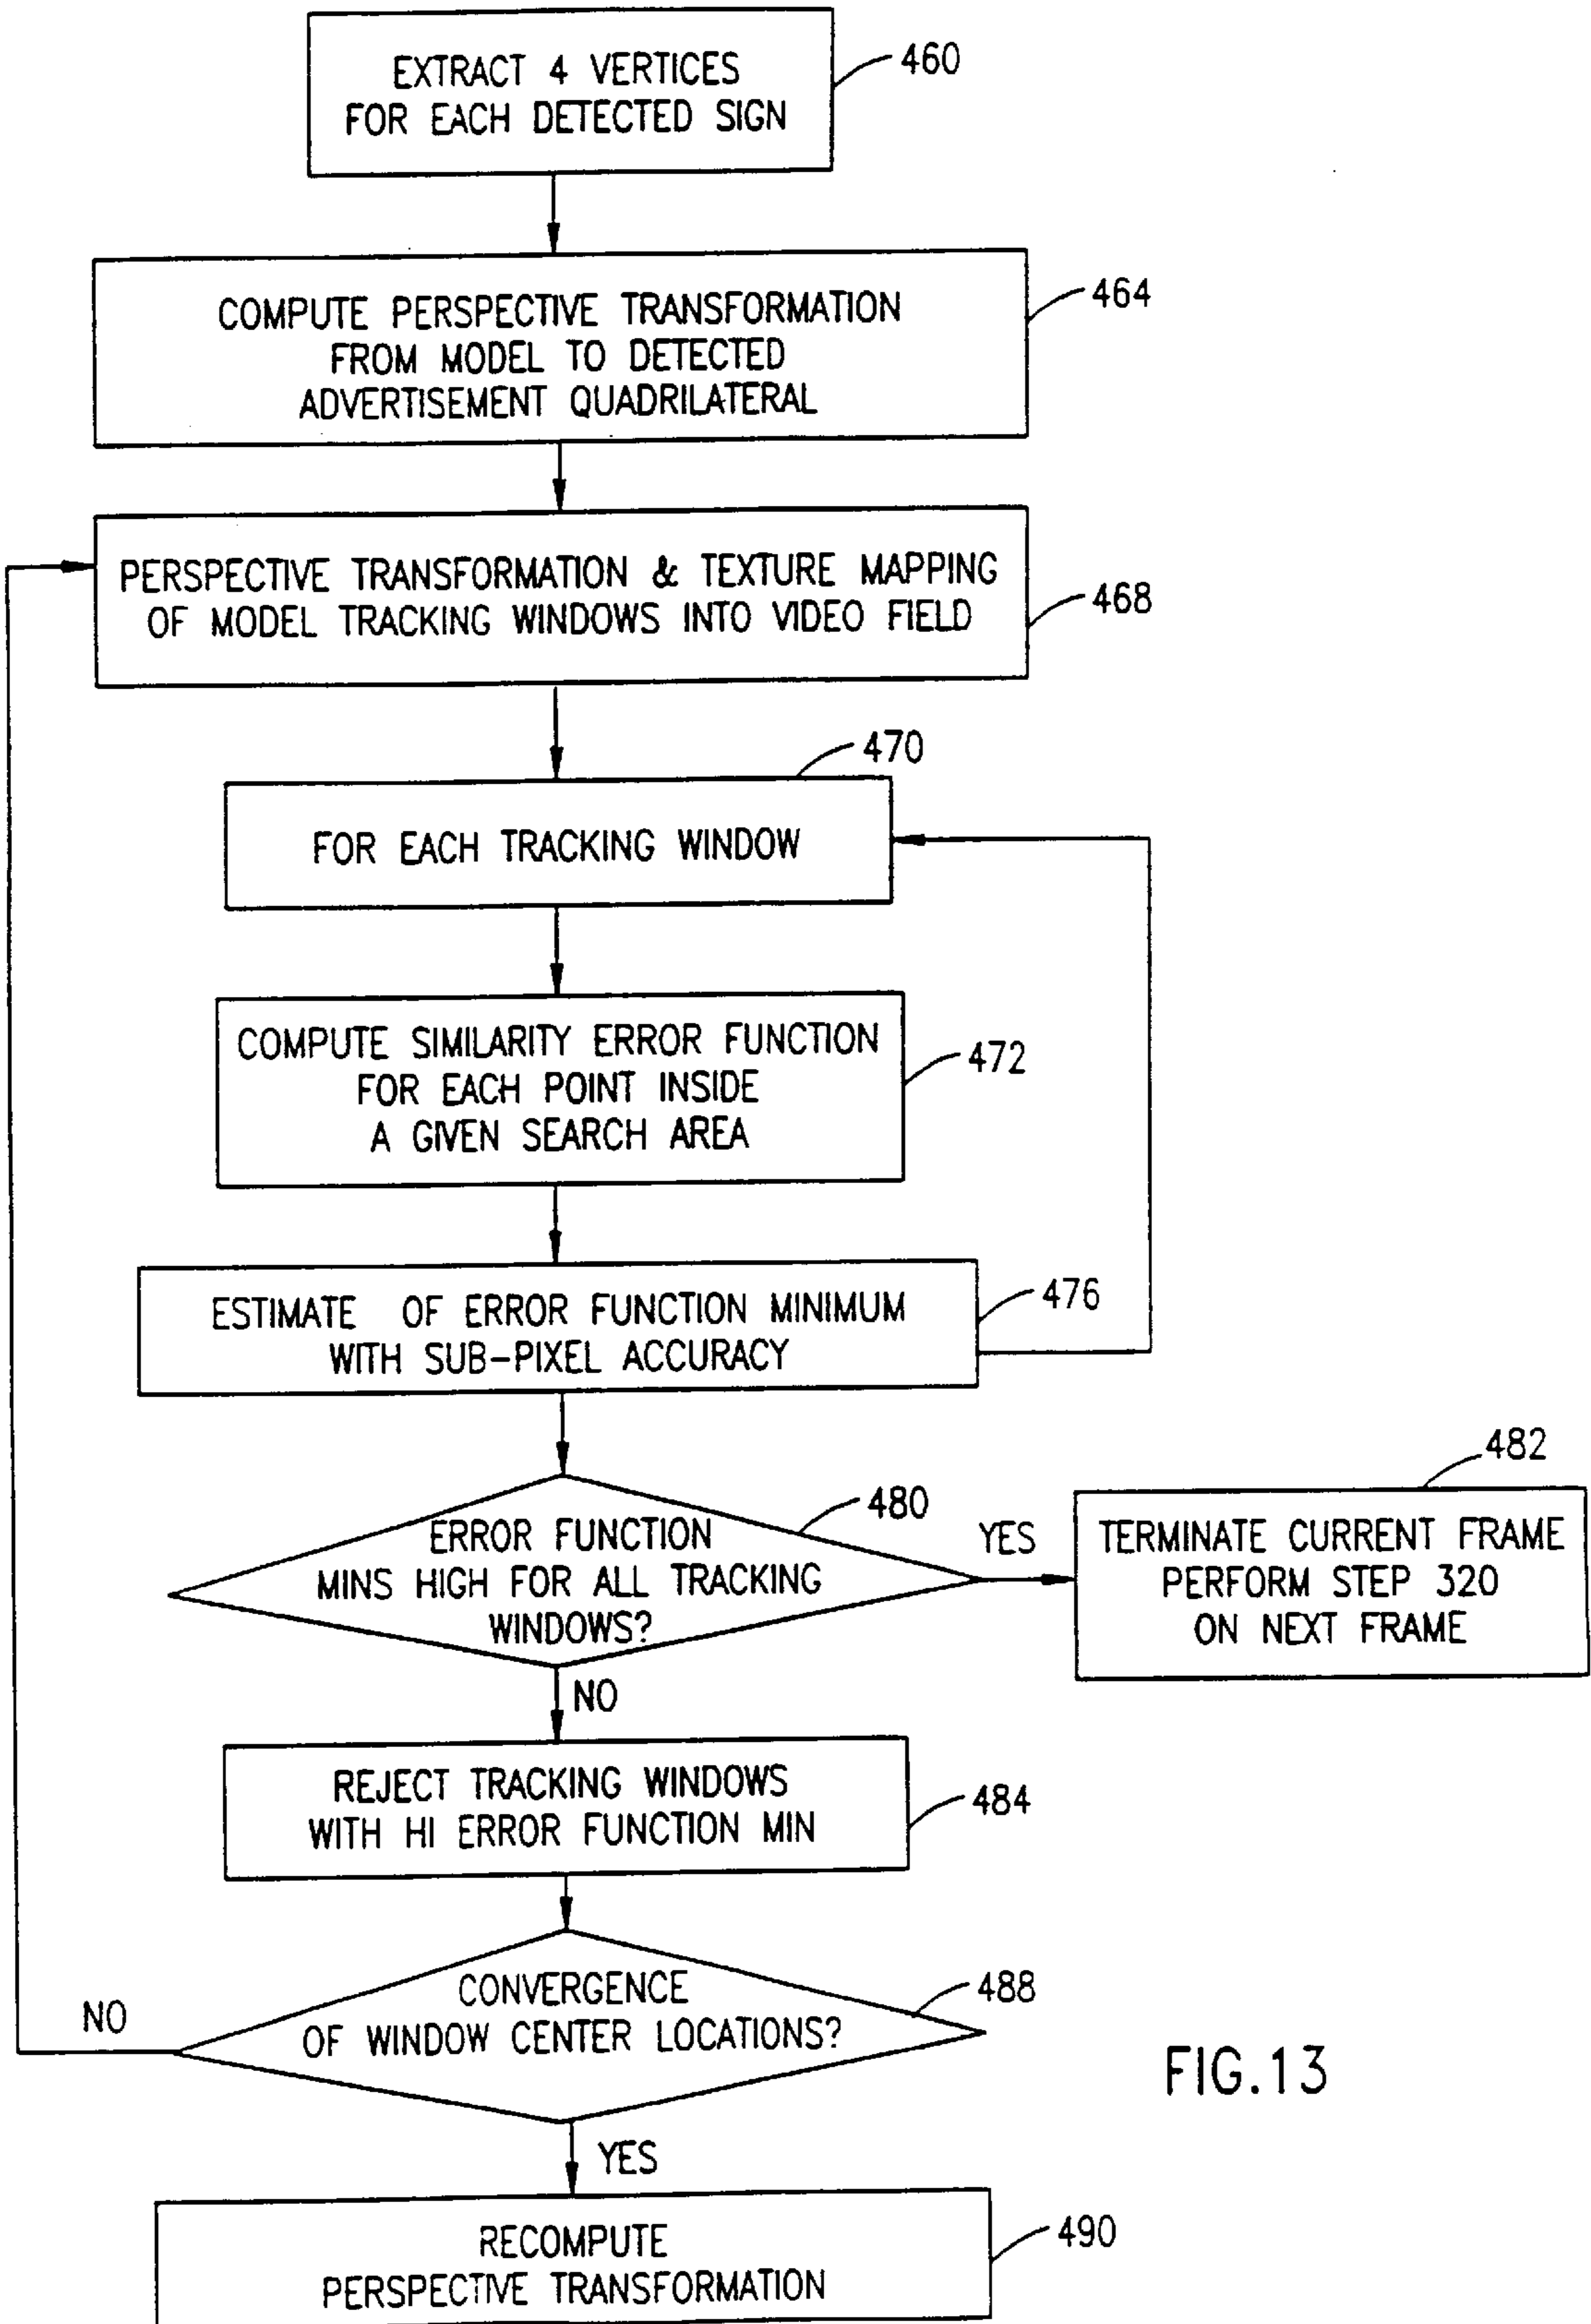 EXTRACT 4 VERTICES
FOR EACH DETECTED SIGN
460
COMPUTE PERSPECTIVE TRANSFORMATION
FROM MODEL TO DETECTED
ADVERTISEMENT QUADRILATERAL
464
PERSPECTIVE TRANSFORMATION & TEXTURE MAPPING
OF MODEL TRACKING WINDOWS INTO VIDEO FIELD
468
470
FOR EACH TRACKING WINDOW
COMPUTE SIMILARITY ERROR FUNCTION
FOR EACH POINT INSIDE
A GIVEN SEARCH AREA
472
ESTIMATE OF ERROR FUNCTION MINIMUM
WITH SUB-PIXEL ACCURACY
476
480
ERROR FUNCTION
MINS HIGH FOR ALL TRACKING
WINDOWS?
YES
482
TERMINATE CURRENT FRAME
PERFORM STEP 320
ON NEXT FRAME
NO
REJECT TRACKING WINDOWS
WITH HI ERROR FUNCTION MIN
484
CONVERGENCE
OF WINDOW CENTER LOCATIONS?
488
NO
YES
RECOMPUTE
PERSPECTIVE TRANSFORMATION
490
FIG.13